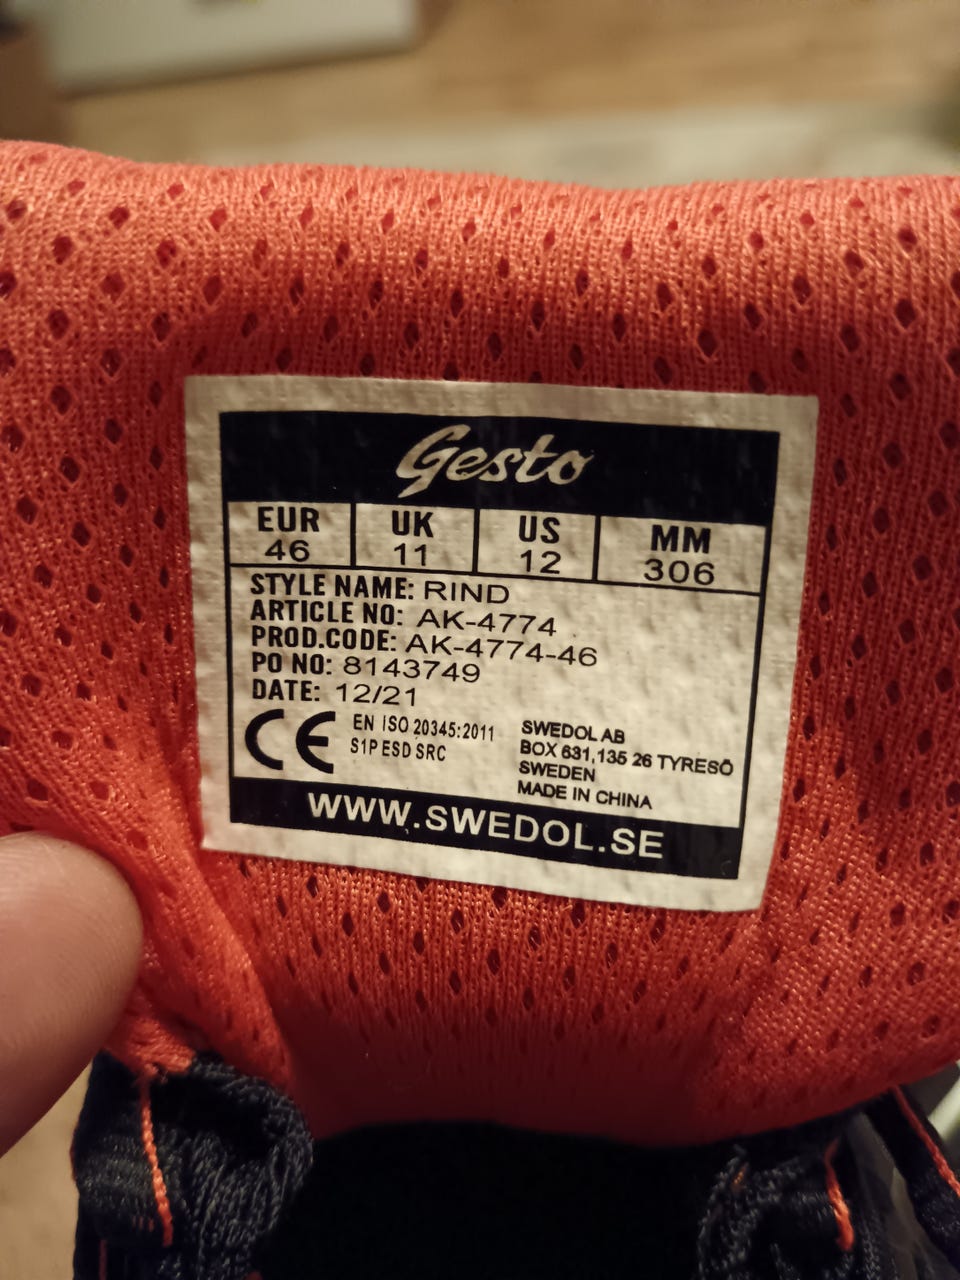 Gesto
EUR UK US MM
46 11 12 306
STYLE NAME: RIND
ARTICLE NO: AK-4774
PROD.CODE: AK-4774-46
PO NO: 8143749
DATE: 12/21
CE
EN ISO 20345:2011
S1P ESD SRC
SWEDOL AB
BOX 631,135 26 TYRESÖ
SWEDEN
MADE IN CHINA
WWW.SWEDOL.SE